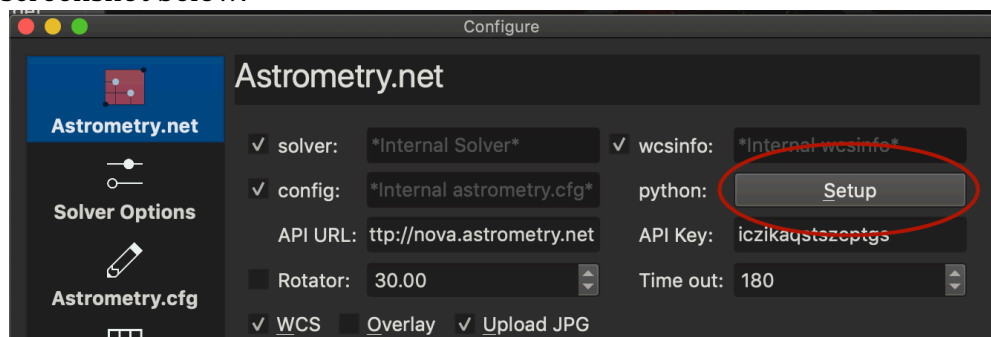 Configure
Astrometry.net
Astrometry.net
solver: *Internal Solver* wcsinfo: *Internal wcsinfo*
config: *Internal astrometry.cfg* python: Setup
Solver Options
API URL: ttp://nova.astrometry.net API Key: iczikaqstszeptgs
Rotator: 30.00 Time out: 180
Astrometry.cfg
WCS Overlay Upload JPG